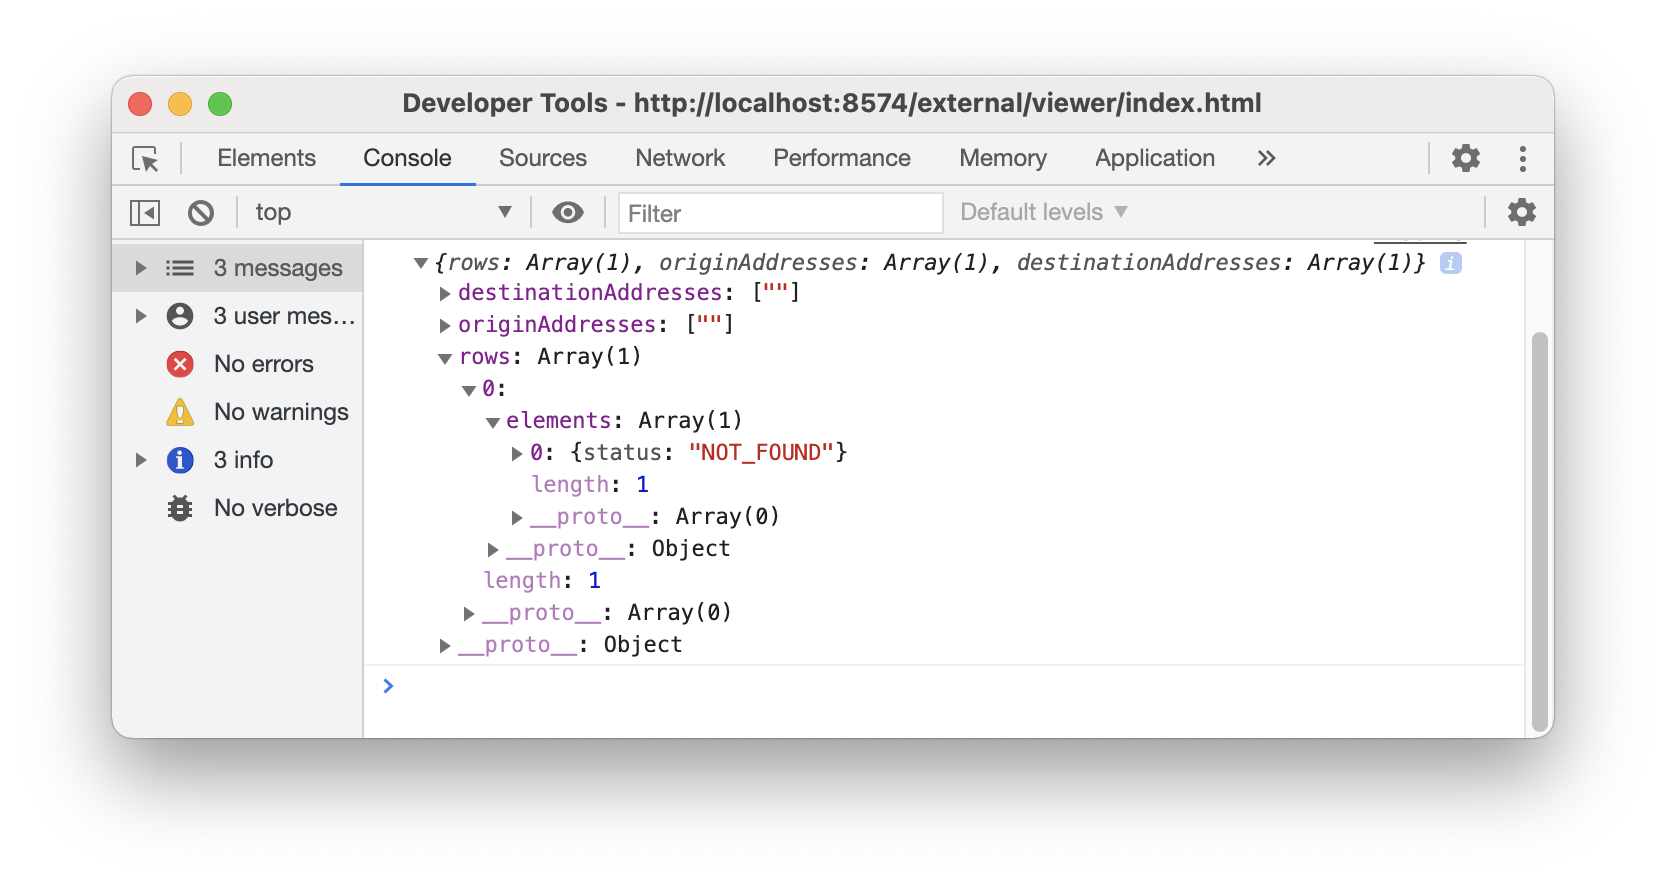 Developer Tools - http://localhost:8574/external/viewer/index.html
Elements Console Sources Network Performance Memory Application »
top Filter Default levels
3 messages
3 user mes…
No errors
No warnings
3 info
No verbose
{rows: Array(1), originAddresses: Array(1), destinationAddresses: Array(1)} i
destinationAddresses: [""]
originAddresses: [""]
rows: Array(1)
0:
elements: Array(1)
0: {status: "NOT_FOUND"}
length: 1
__proto__: Array(0)
__proto__: Object
length: 1
__proto__: Array(0)
__proto__: Object